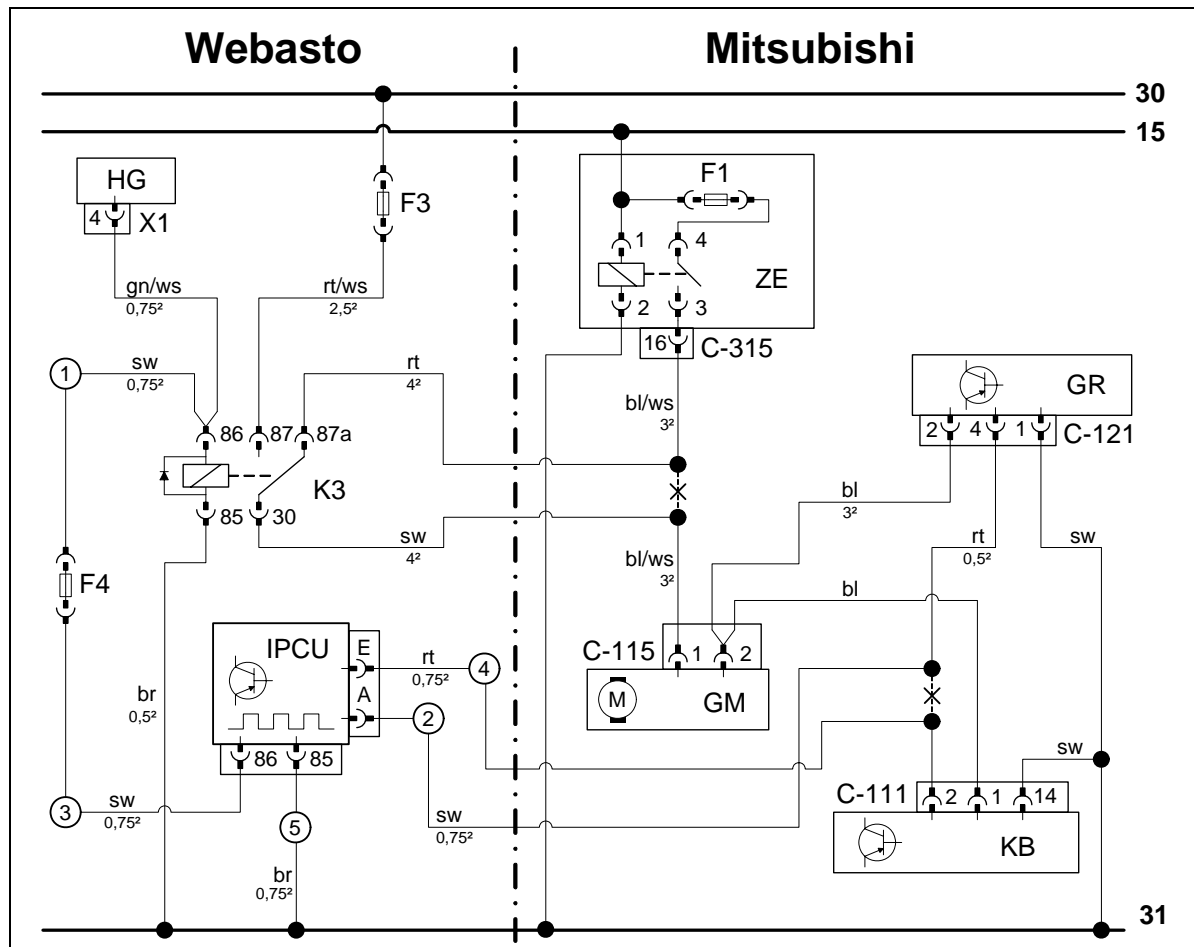 Webasto Mitsubishi
30
15
HG
4 X1
F3
F1
1 4
ZE
2 3
16 C-315
gn/ws
0,75²
rt/ws
2,5²
1
sw
0,75²
rt
4²
bl/ws
3²
GR
2 4 1 C-121
86 87 87a
K3
85 30
sw
4²
bl/ws
3²
bl
3²
rt
0,5²
sw
bl
F4
IPCU
E
A
rt
0,75²
4
2
C-115 1 2
M GM
br
0,5²
86 85
3
sw
0,75²
5
sw
0,75²
br
0,75²
sw
C-111 2 1 14
KB
31